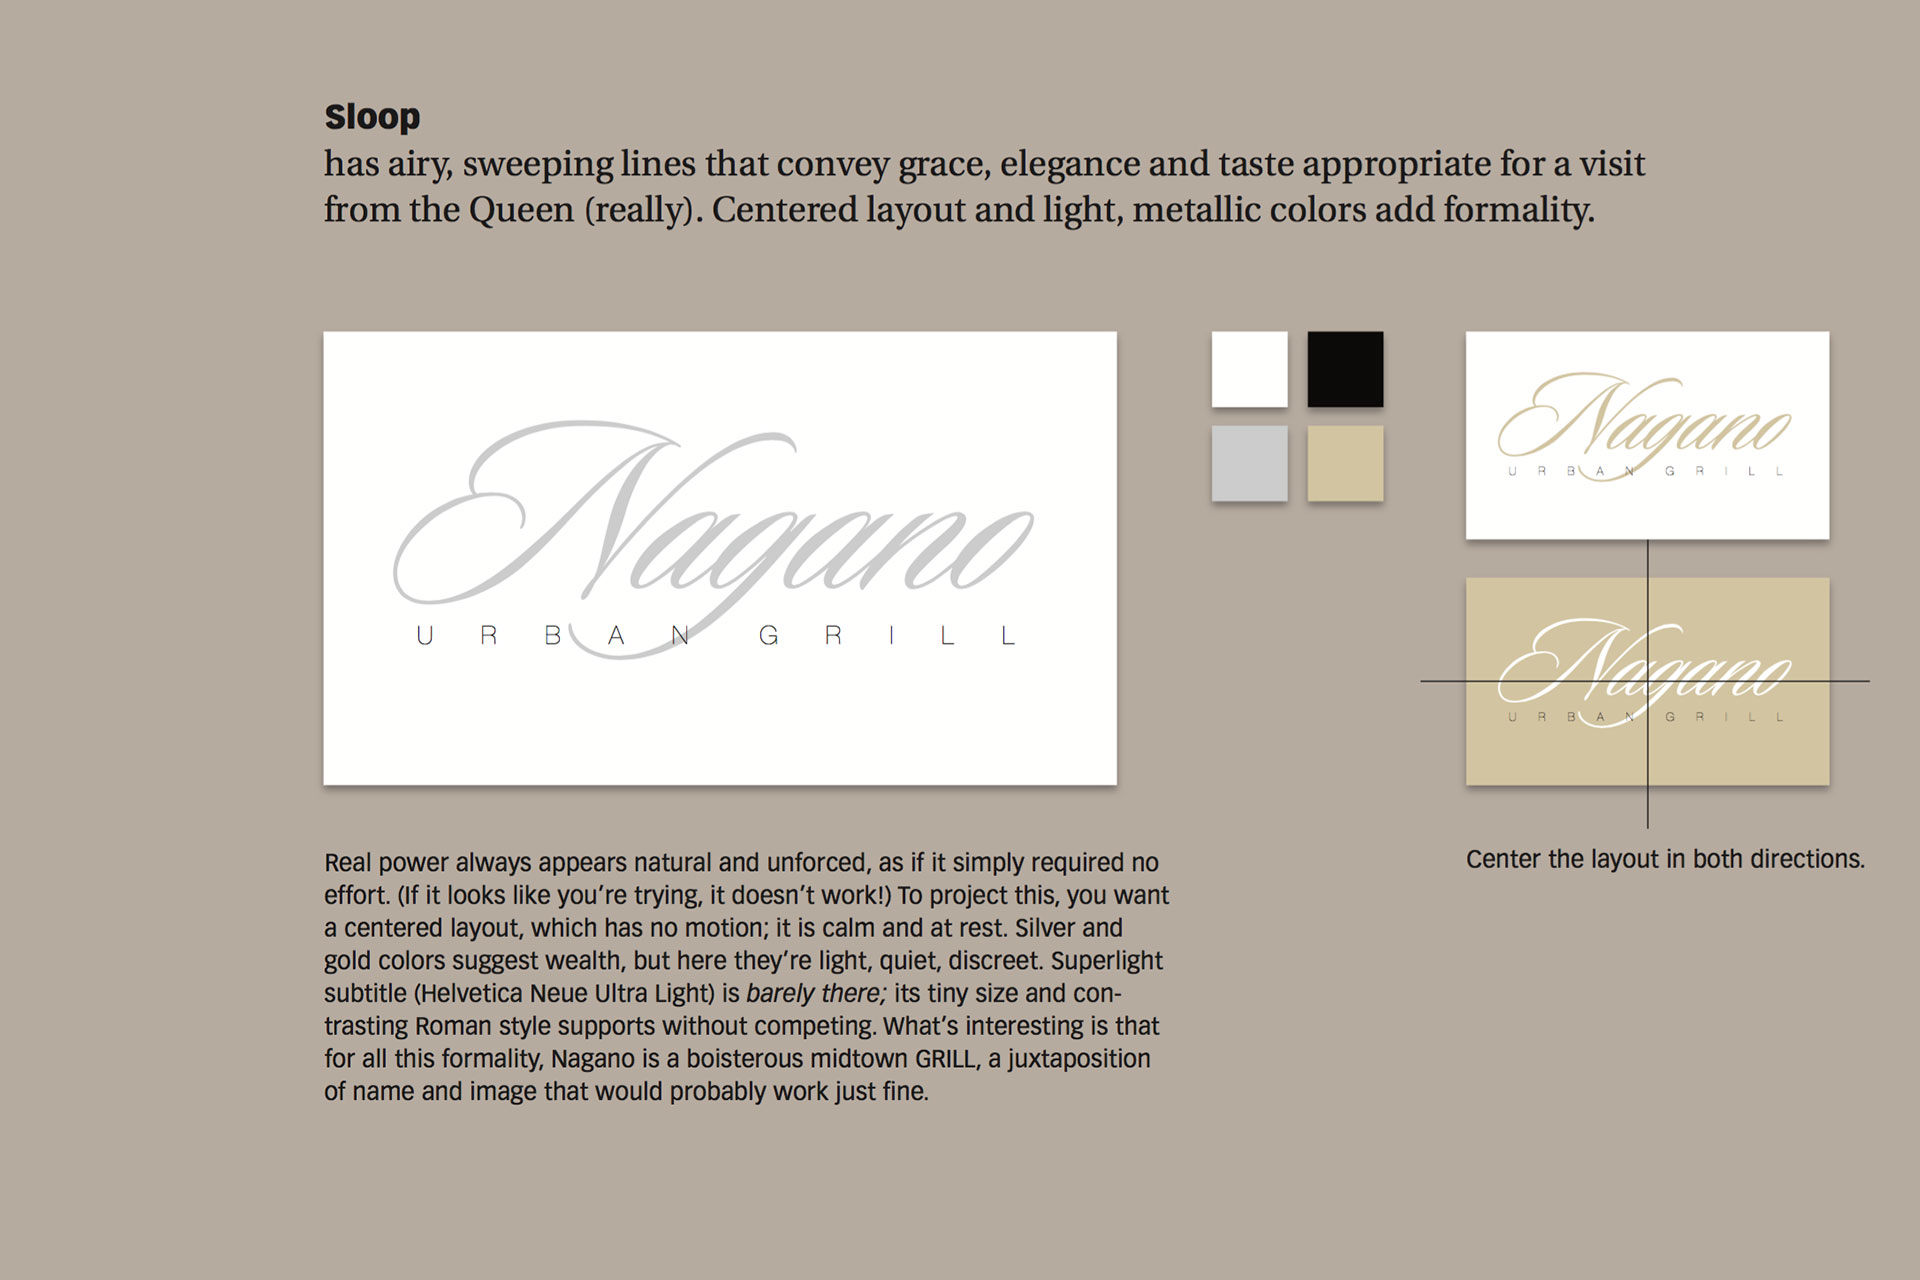 Sloop
has airy, sweeping lines that convey grace, elegance and taste appropriate for a visit
from the Queen (really). Centered layout and light, metallic colors add formality.
Nagano
URBAN GRILL
Nagano
URBAN GRILL
Nagano
URBAN GRILL
Center the layout in both directions.
Real power always appears natural and unforced, as if it simply required no
effort. (If it looks like you’re trying, it doesn’t work!) To project this, you want
a centered layout, which has no motion; it is calm and at rest. Silver and
gold colors suggest wealth, but here they’re light, quiet, discreet. Superlight
subtitle (Helvetica Neue Ultra Light) is barely there; its tiny size and con-
trasting Roman style supports without competing. What’s interesting is that
for all this formality, Nagano is a boisterous midtown GRILL, a juxtaposition
of name and image that would probably work just fine.